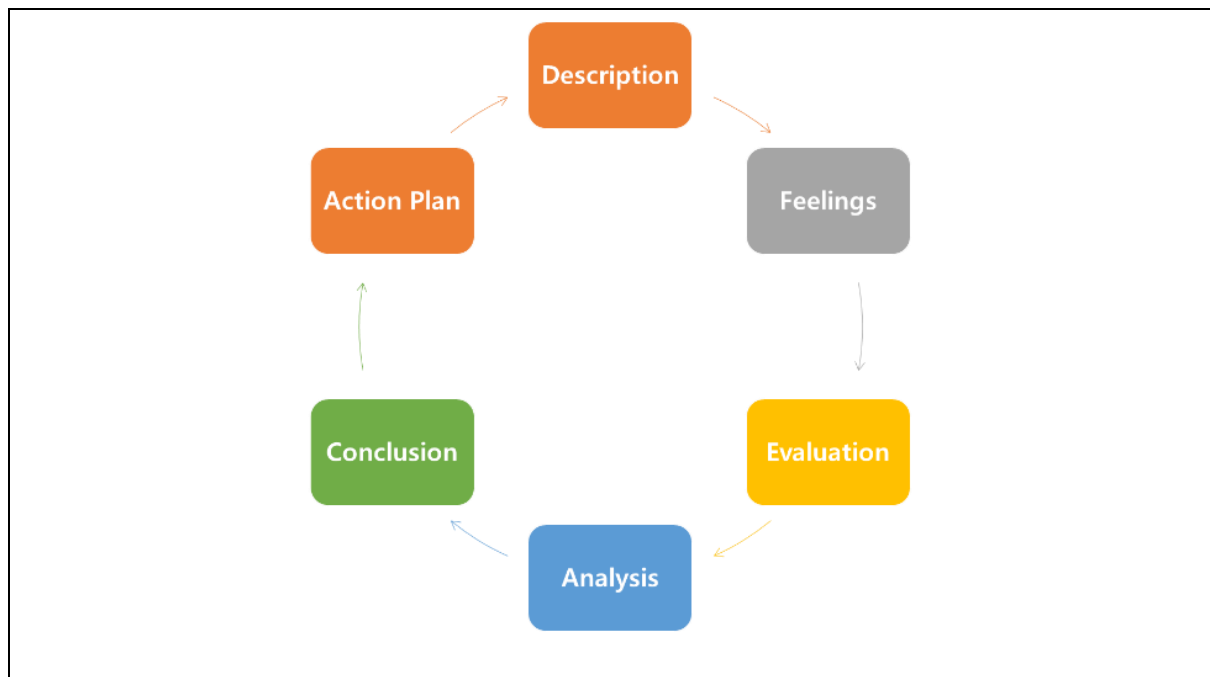 Description
Feelings
Evaluation
Analysis
Conclusion
Action Plan